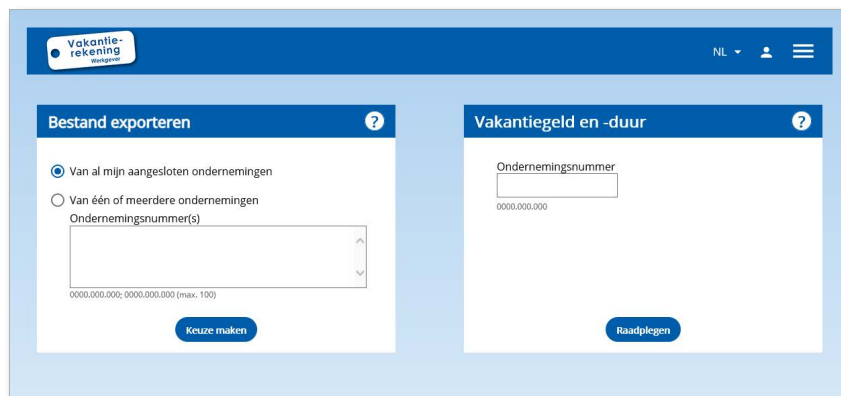 Vakantie-
rekening
Werkgever
NL
Bestand exporteren
?
Van al mijn aangesloten ondernemingen
Van één of meerdere ondernemingen
Ondernemingsnummer(s)
0000.000.000; 0000.000.000 (max. 100)
Keuze maken
Vakantiegeld en -duur
?
Ondernemingsnummer
0000.000.000
Raadplegen